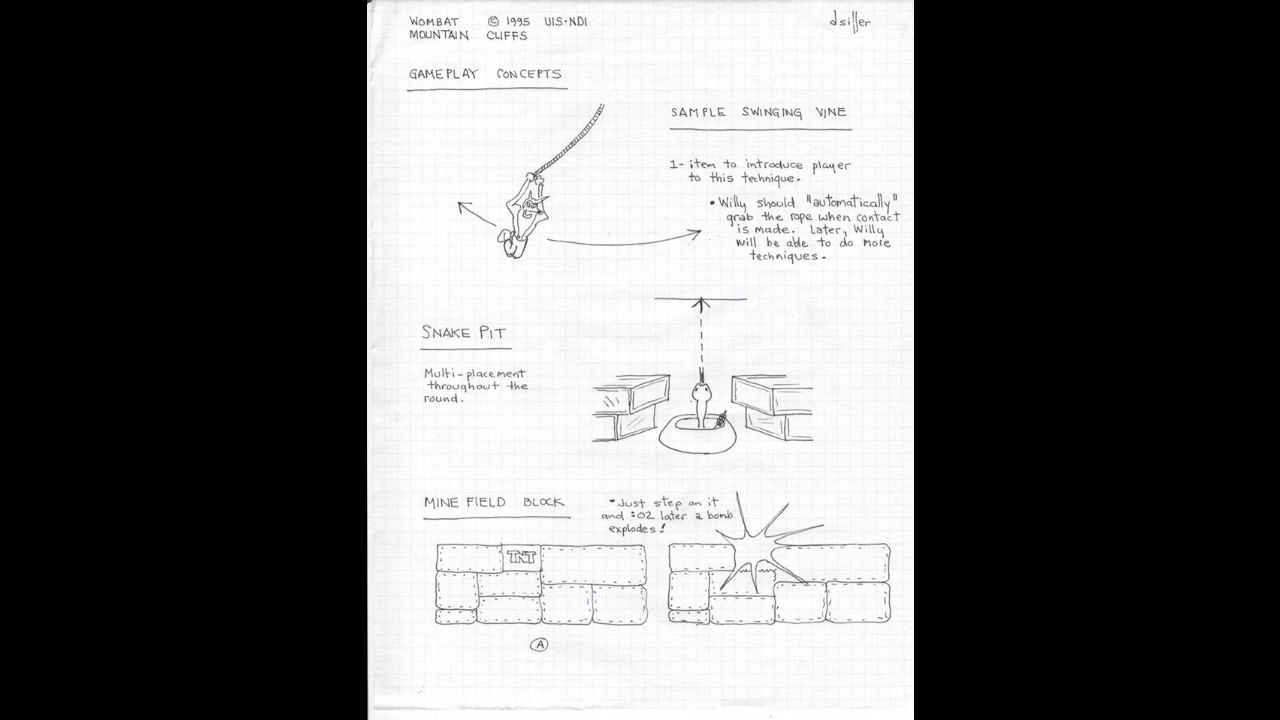 WOMBAT © 1995 UIS·NDI
MOUNTAIN CLIFFS
dsiller
GAMEPLAY CONCEPTS
SAMPLE SWINGING VINE
1- item to introduce player
to this technique.
• Willy should "automatically"
grab the rope when contact
is made. Later, Willy
will be able to do more
techniques.
SNAKE PIT
Multi-placement
throughout the
round.
MINE FIELD BLOCK
• Just step on it
and :02 later a bomb
explodes!
TNT
A